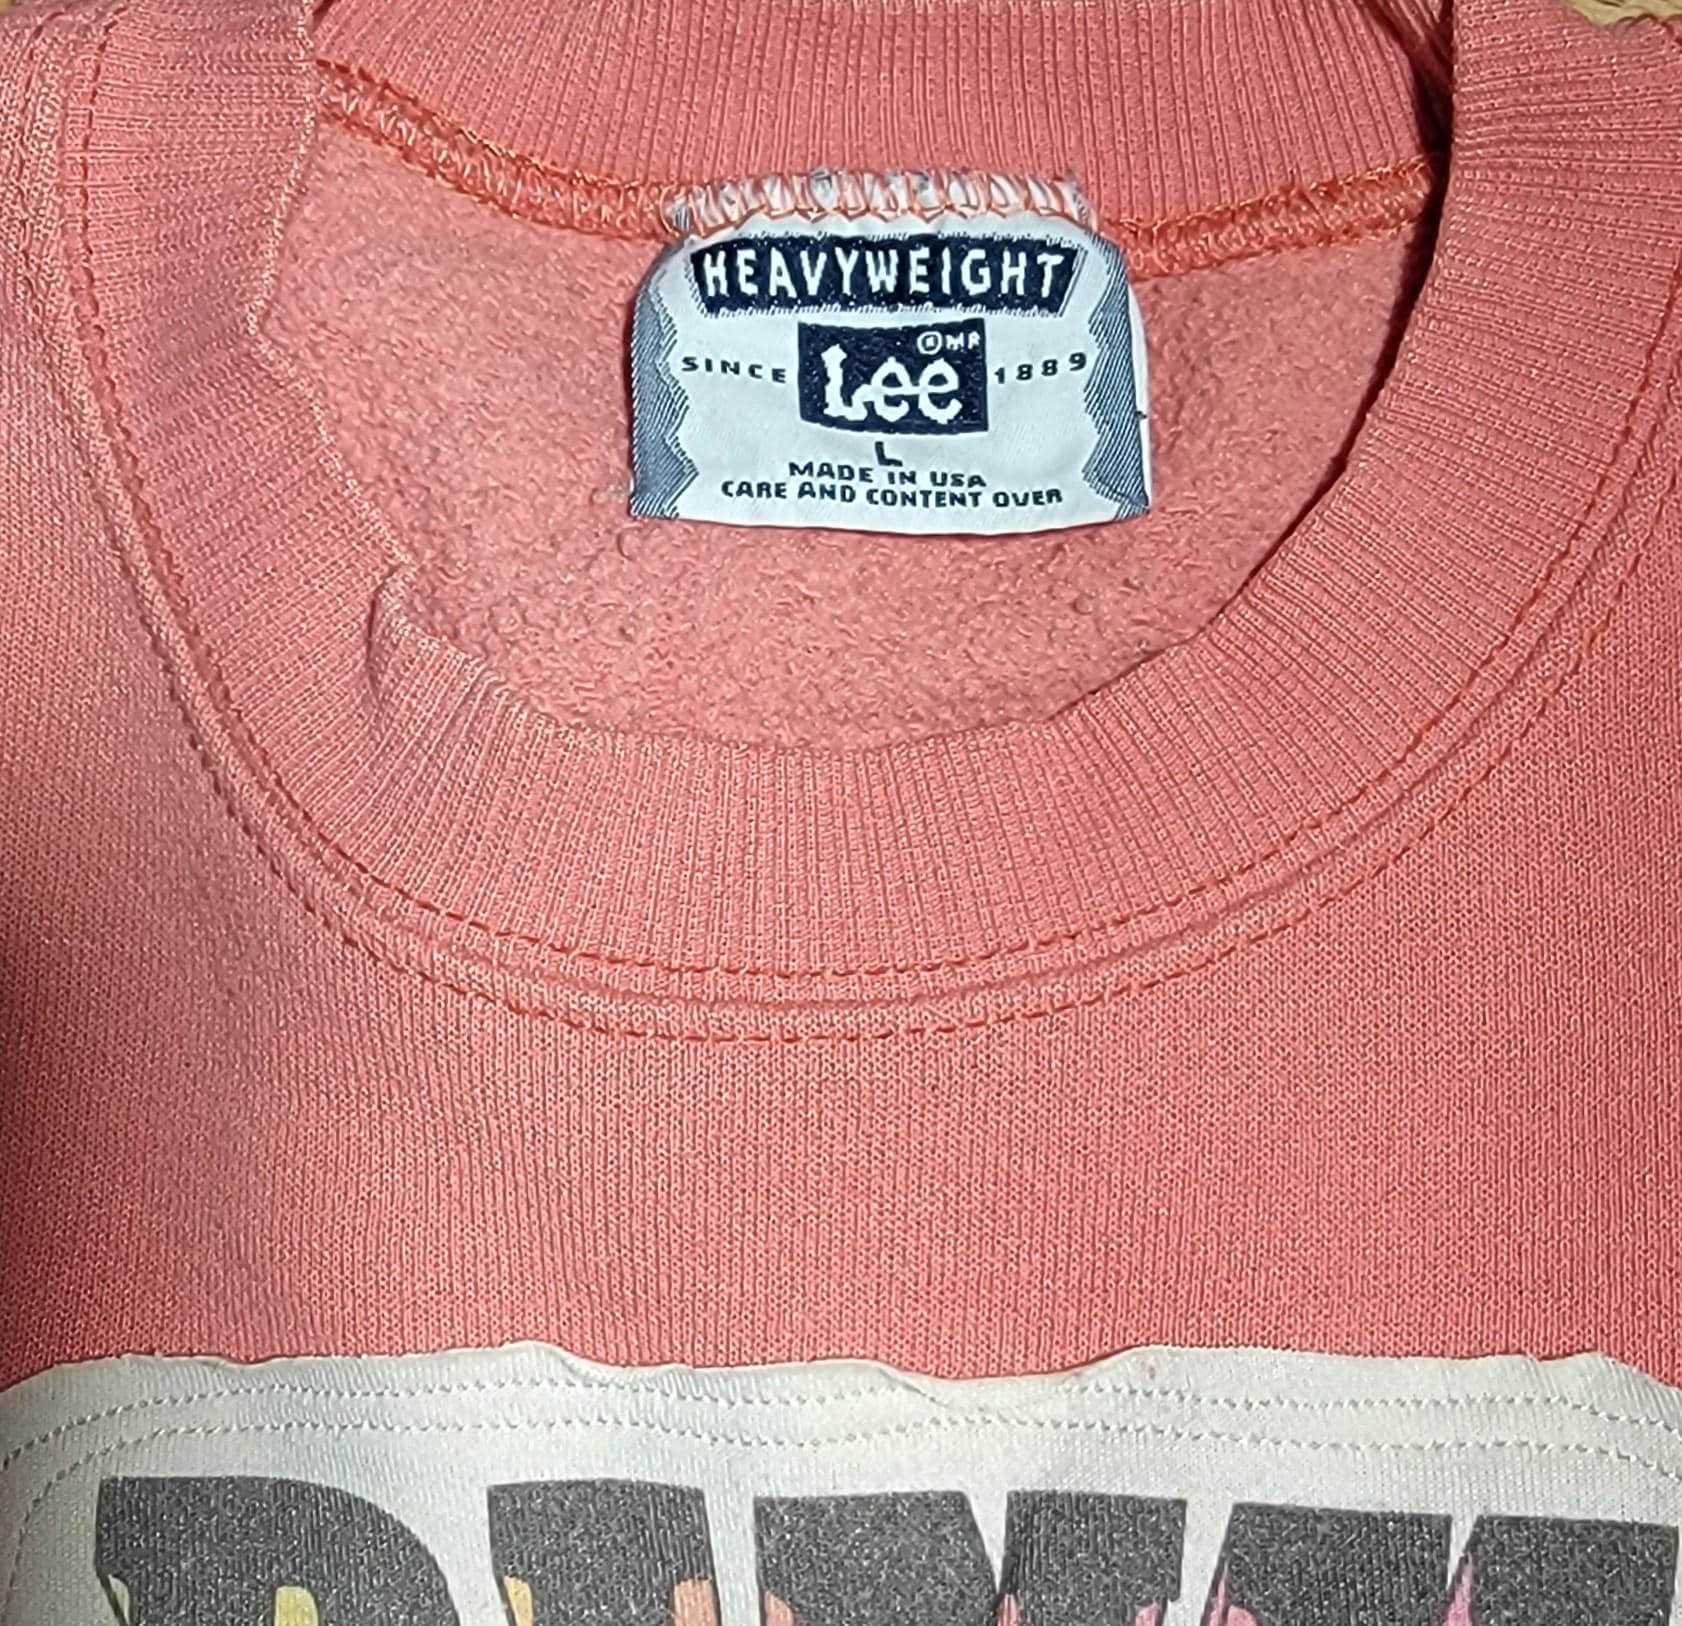 HEAVYWEIGHT
SINCE Lee ®MR 1889
L
MADE IN USA
CARE AND CONTENT OVER